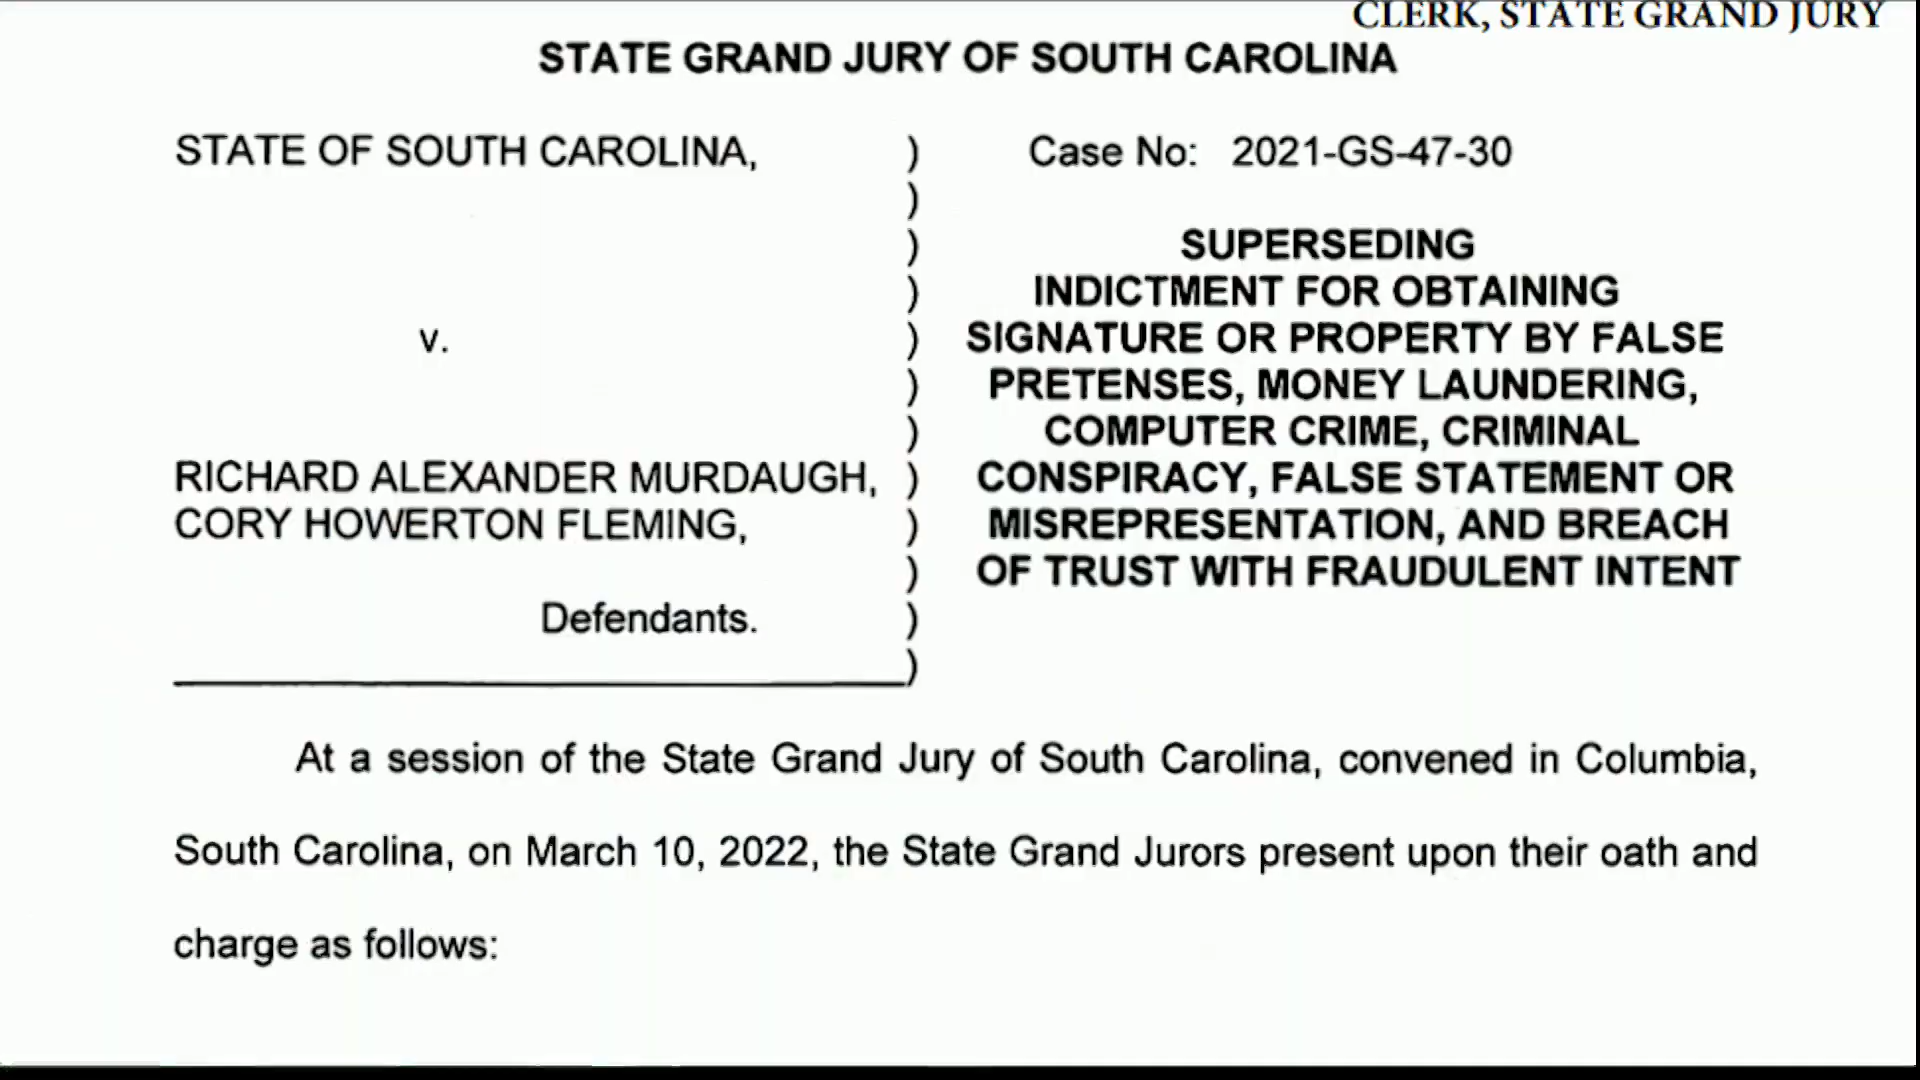 CLERK, STATE GRAND JURY
STATE GRAND JURY OF SOUTH CAROLINA
STATE OF SOUTH CAROLINA, ) Case No: 2021-GS-47-30
)
) SUPERSEDING
) INDICTMENT FOR OBTAINING
v. ) SIGNATURE OR PROPERTY BY FALSE
) PRETENSES, MONEY LAUNDERING,
) COMPUTER CRIME, CRIMINAL
RICHARD ALEXANDER MURDAUGH, ) CONSPIRACY, FALSE STATEMENT OR
CORY HOWERTON FLEMING, ) MISREPRESENTATION, AND BREACH
) OF TRUST WITH FRAUDULENT INTENT
Defendants. )
)
At a session of the State Grand Jury of South Carolina, convened in Columbia,
South Carolina, on March 10, 2022, the State Grand Jurors present upon their oath and
charge as follows: